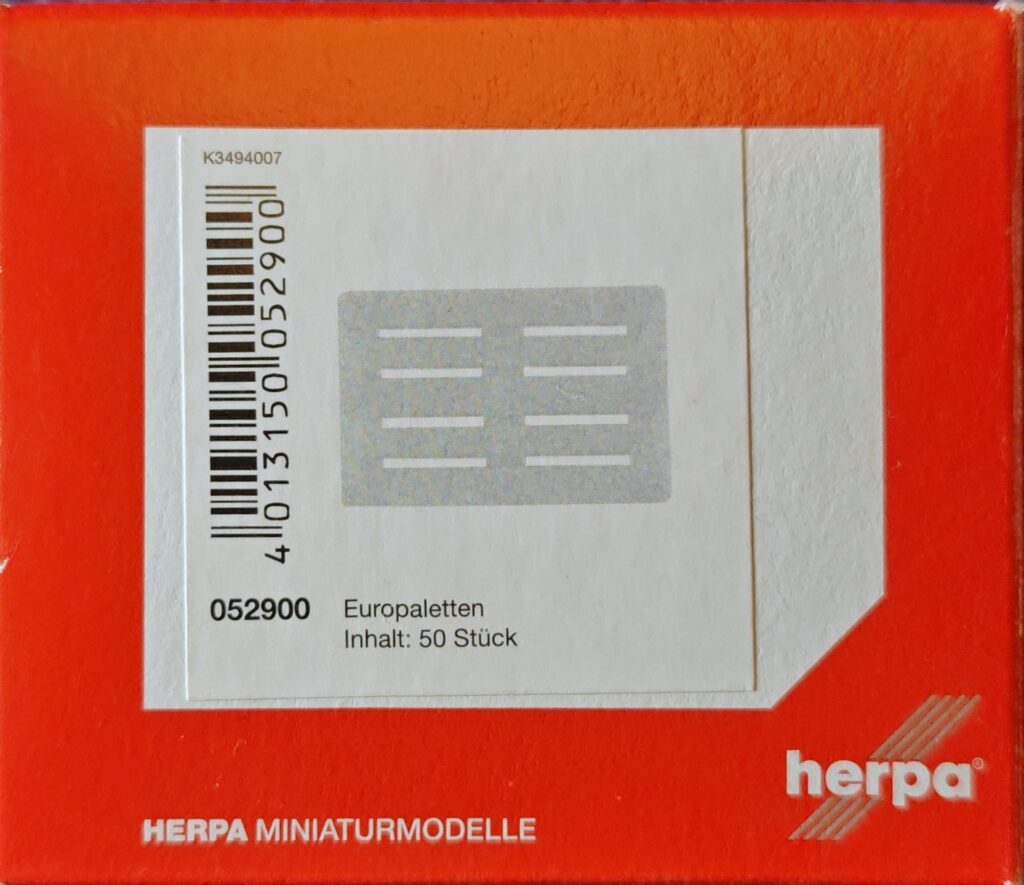 K3494007
4 013150 052900
052900 Europaletten
Inhalt: 50 Stück
herpa®
HERPA MINIATURMODELLE